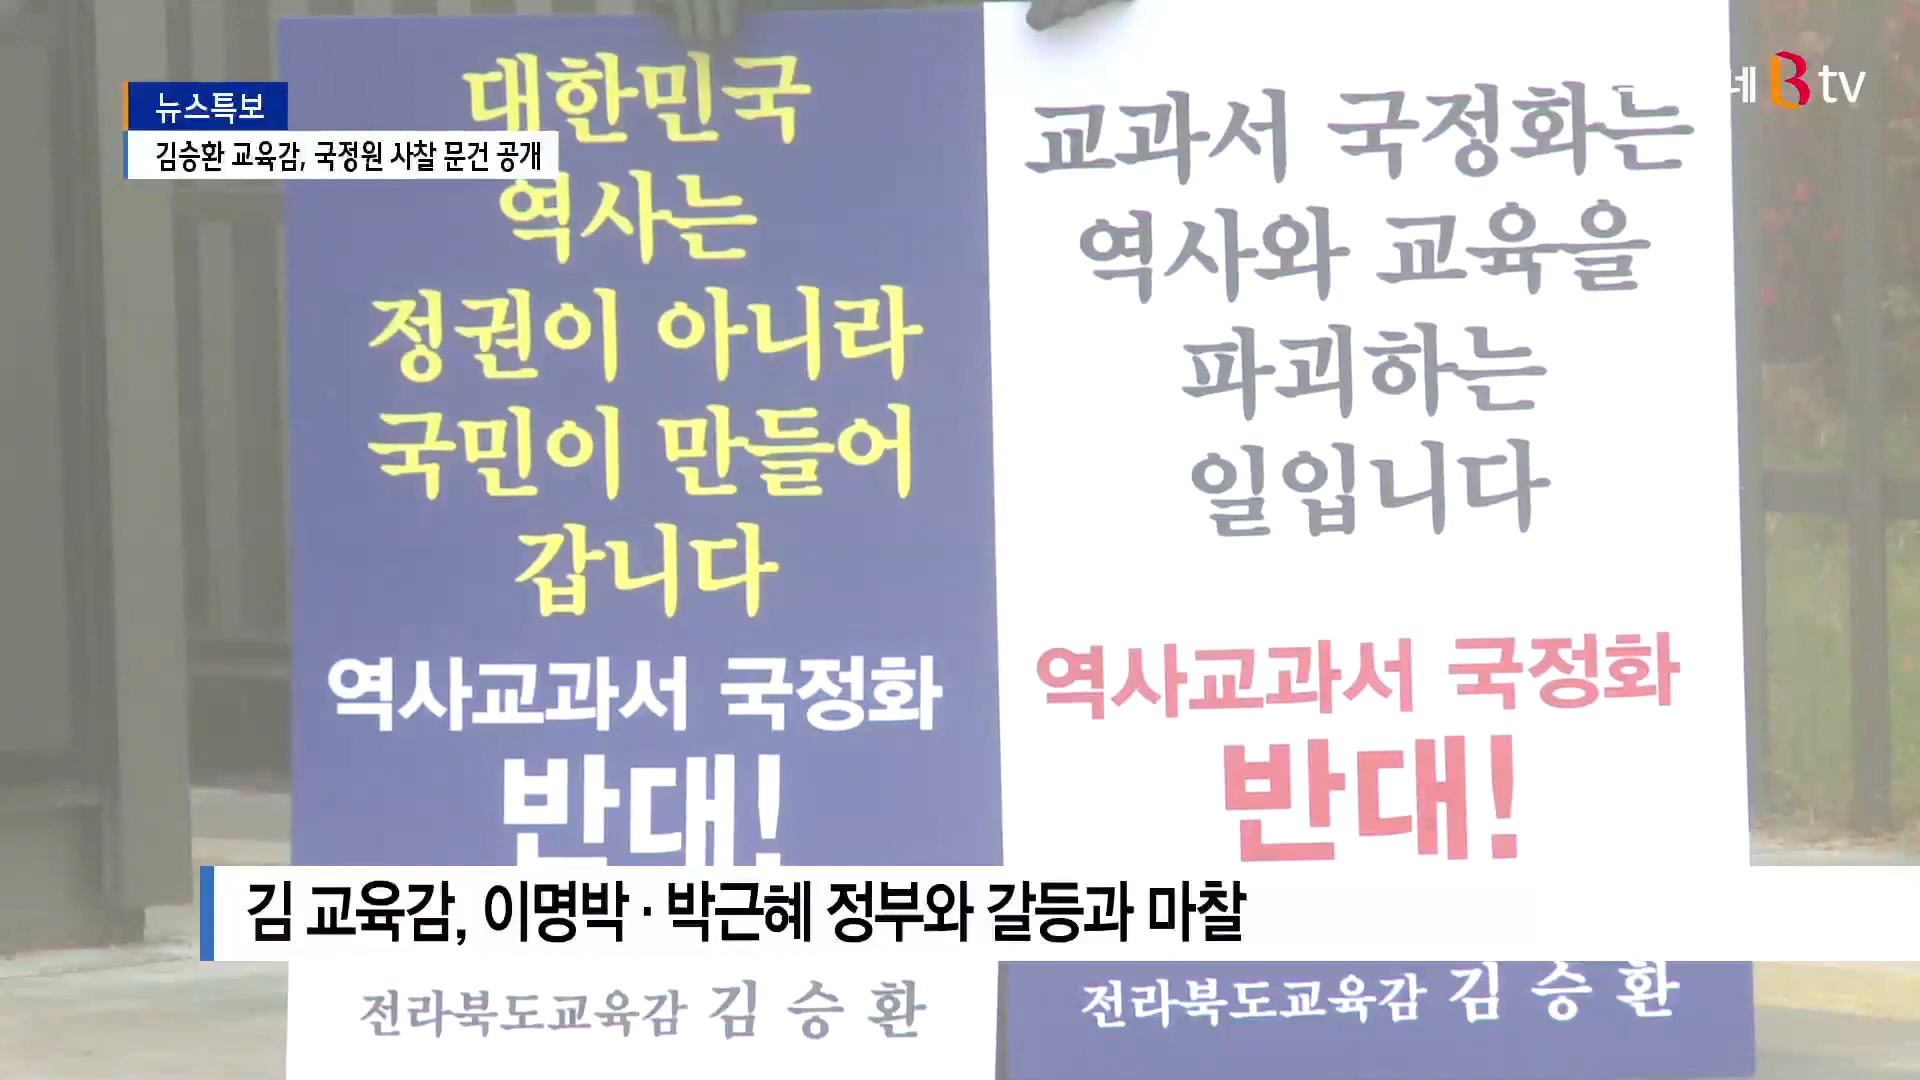 뉴스특보
김승환 교육감, 국정원 사찰 문건 공개
네 B tv
대한민국
역사는
정권이 아니라
국민이 만들어
갑니다
역사교과서 국정화
반대!
전라북도교육감 김 승 환
교과서 국정화는
역사와 교육을
파괴하는
일입니다
역사교과서 국정화
반대!
전라북도교육감 김 승 환
김 교육감, 이명박·박근혜 정부와 갈등과 마찰